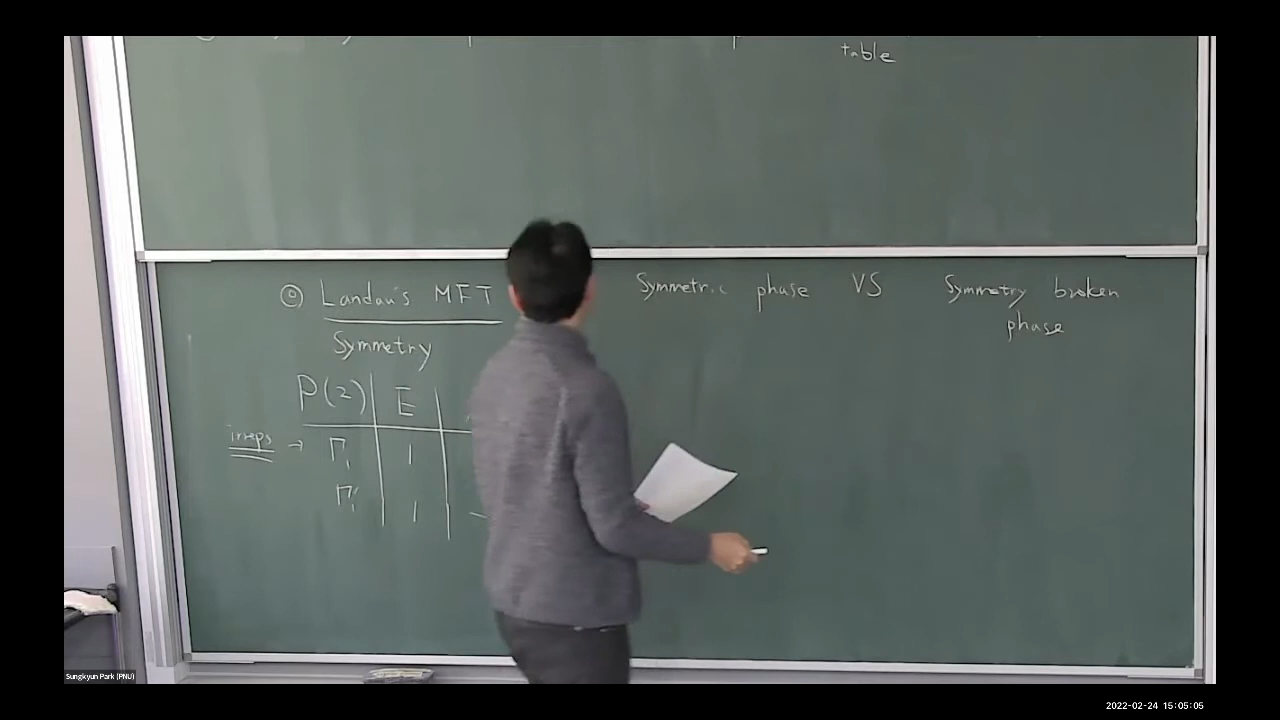 table
◎ Landau's MFT
Symmetric phase VS Symmetry broken phase
Symmetry
P(2) E
irreps → Γ1 1
Γ1' 1
Sungkyun Park (PNU)
2022-02-24 15:05:05